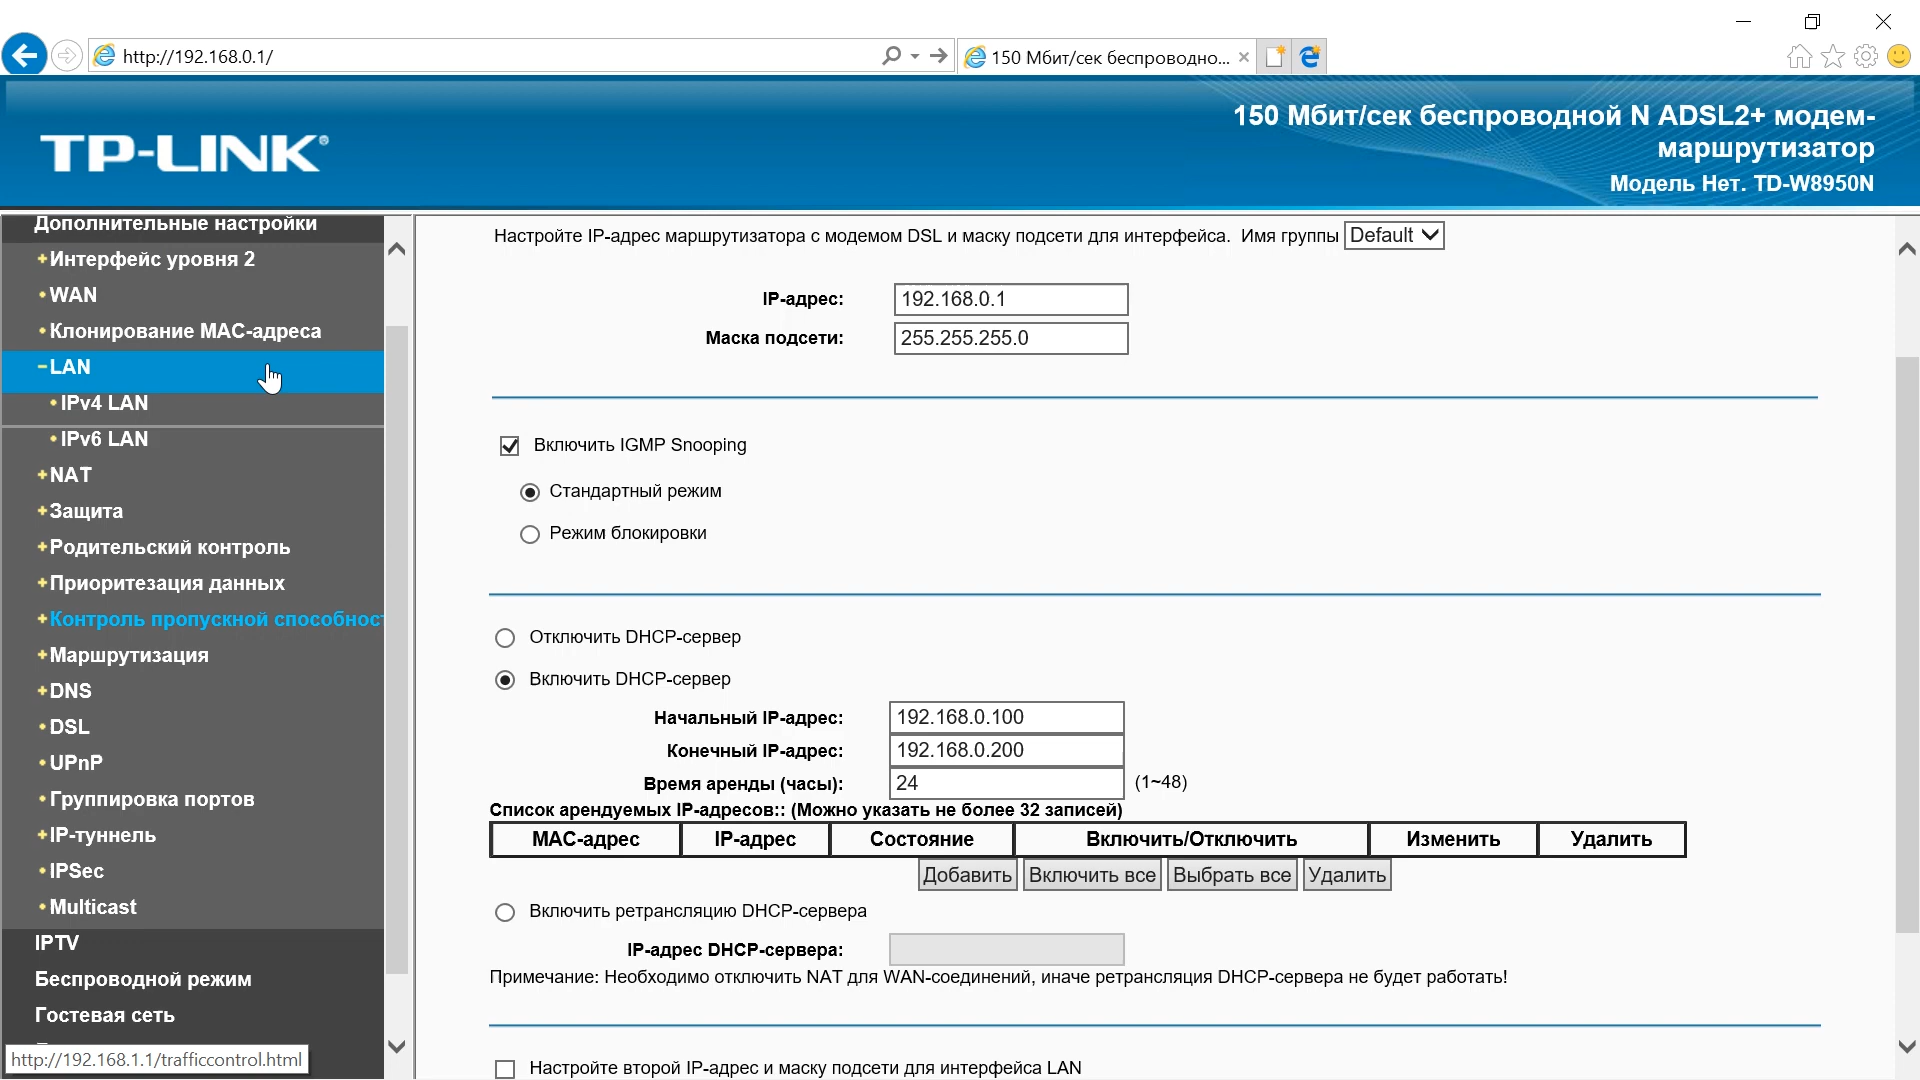 http://192.168.0.1/
150 Мбит/сек беспроводно...
TP-LINK®
150 Мбит/сек беспроводной N ADSL2+ модем-
маршрутизатор
Модель Нет. TD-W8950N
Дополнительные настройки
+Интерфейс уровня 2
•WAN
•Клонирование MAC-адреса
−LAN
•IPv4 LAN
•IPv6 LAN
+NAT
+Защита
+Родительский контроль
+Приоритезация данных
+Контроль пропускной способност
+Маршрутизация
+DNS
•DSL
•UPnP
•Группировка портов
+IP-туннель
•IPSec
•Multicast
IPTV
Беспроводной режим
Гостевая сеть
http://192.168.1.1/trafficcontrol.html
Настройте IP-адрес маршрутизатора с модемом DSL и маску подсети для интерфейса. Имя группы Default
IP-адрес: 192.168.0.1
Маска подсети: 255.255.255.0
Включить IGMP Snooping
Стандартный режим
Режим блокировки
Отключить DHCP-сервер
Включить DHCP-сервер
Начальный IP-адрес: 192.168.0.100
Конечный IP-адрес: 192.168.0.200
Время аренды (часы): 24 (1~48)
Список арендуемых IP-адресов:: (Можно указать не более 32 записей)
MAC-адрес IP-адрес Состояние Включить/Отключить Изменить Удалить
Добавить Включить все Выбрать все Удалить
Включить ретрансляцию DHCP-сервера
IP-адрес DHCP-сервера:
Примечание: Необходимо отключить NAT для WAN-соединений, иначе ретрансляция DHCP-сервера не будет работать!
Настройте второй IP-адрес и маску подсети для интерфейса LAN